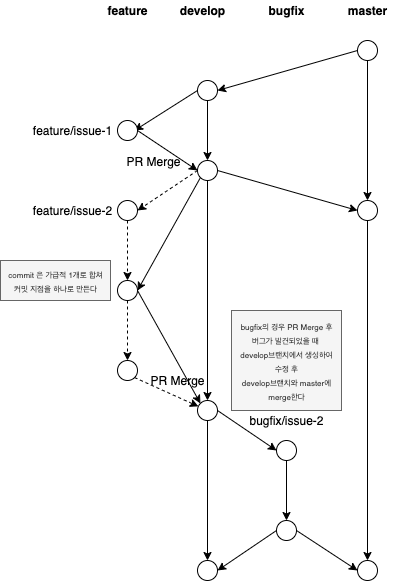 feature develop bugfix master
feature/issue-1
PR Merge
feature/issue-2
commit 은 가급적 1개로 합쳐
커밋 지점을 하나로 만든다
bugfix의 경우 PR Merge 후
버그가 발견되었을 때
develop브랜치에서 생성하여
수정 후
develop브랜치와 master에
merge한다
PR Merge
bugfix/issue-2